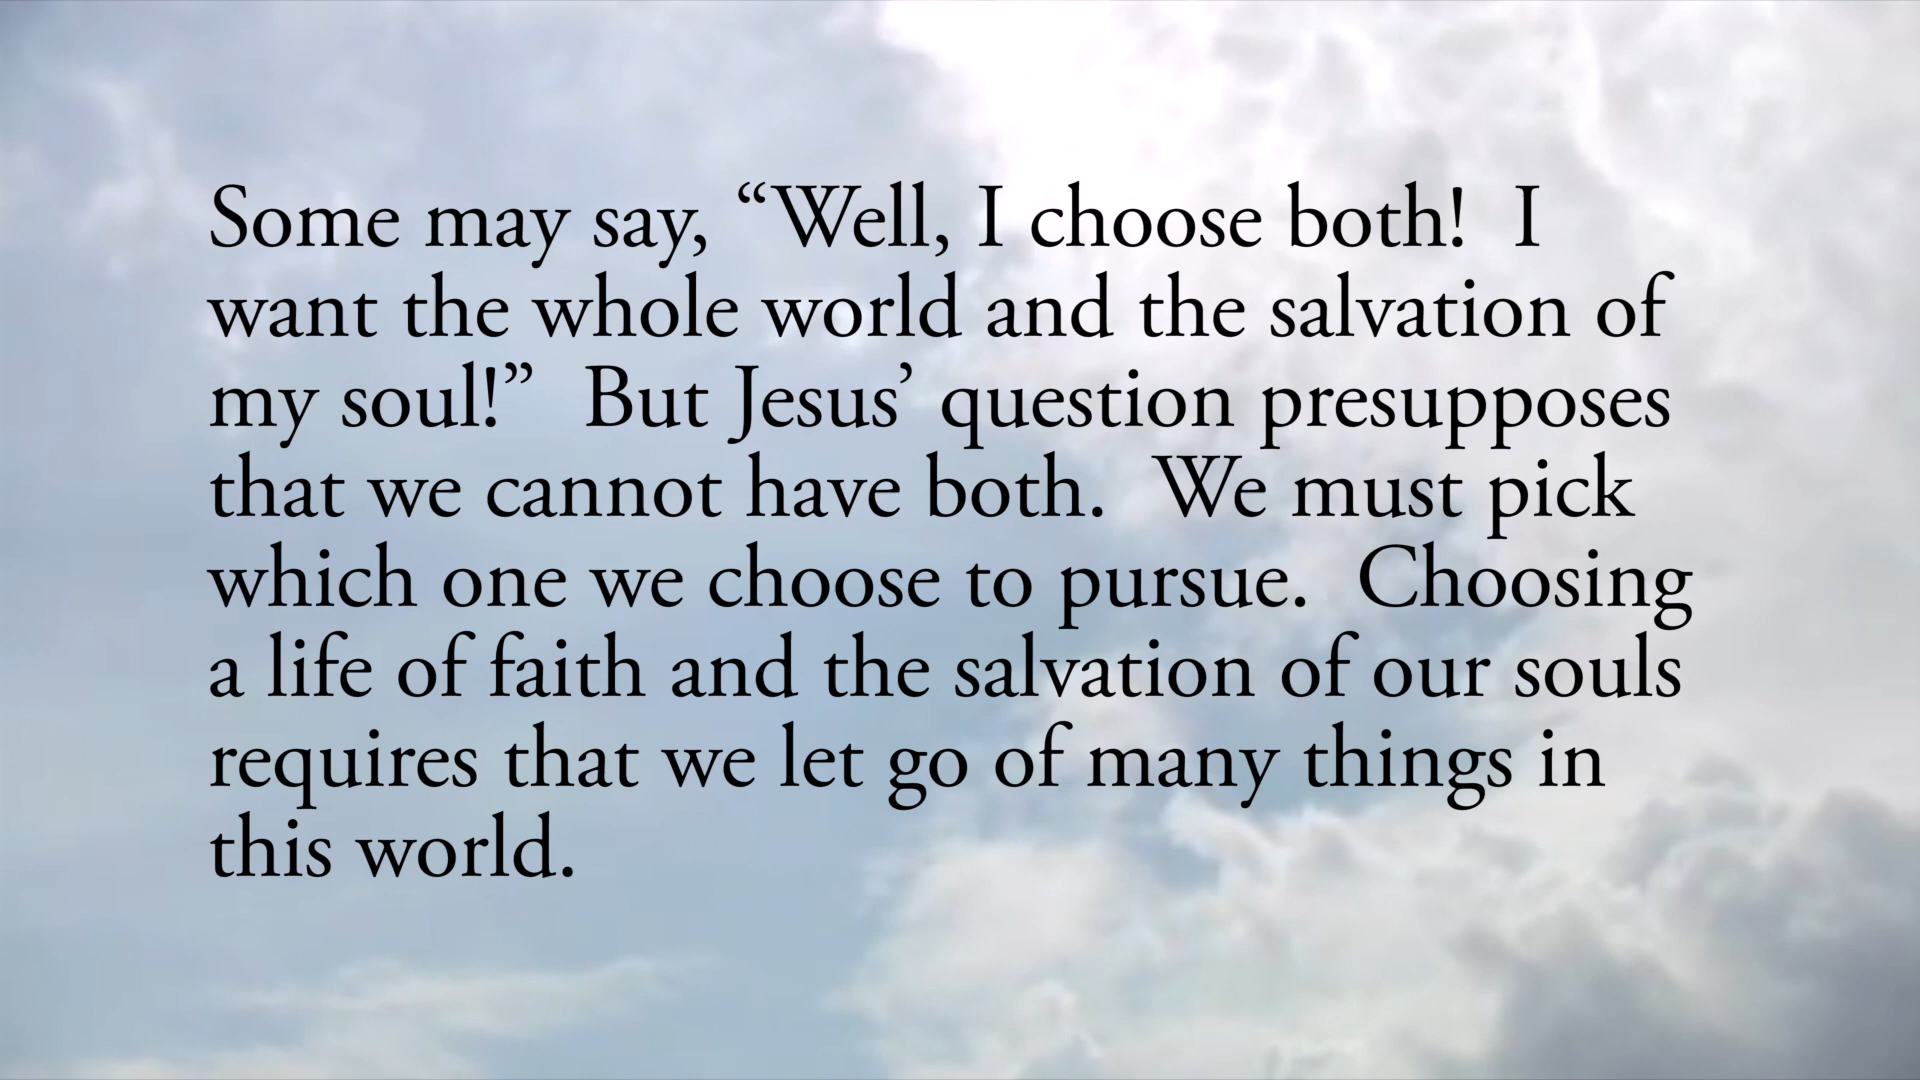 Some may say, “Well, I choose both!  I
want the whole world and the salvation of
my soul!”  But Jesus’ question presupposes
that we cannot have both.  We must pick
which one we choose to pursue.  Choosing
a life of faith and the salvation of our souls
requires that we let go of many things in
this world.